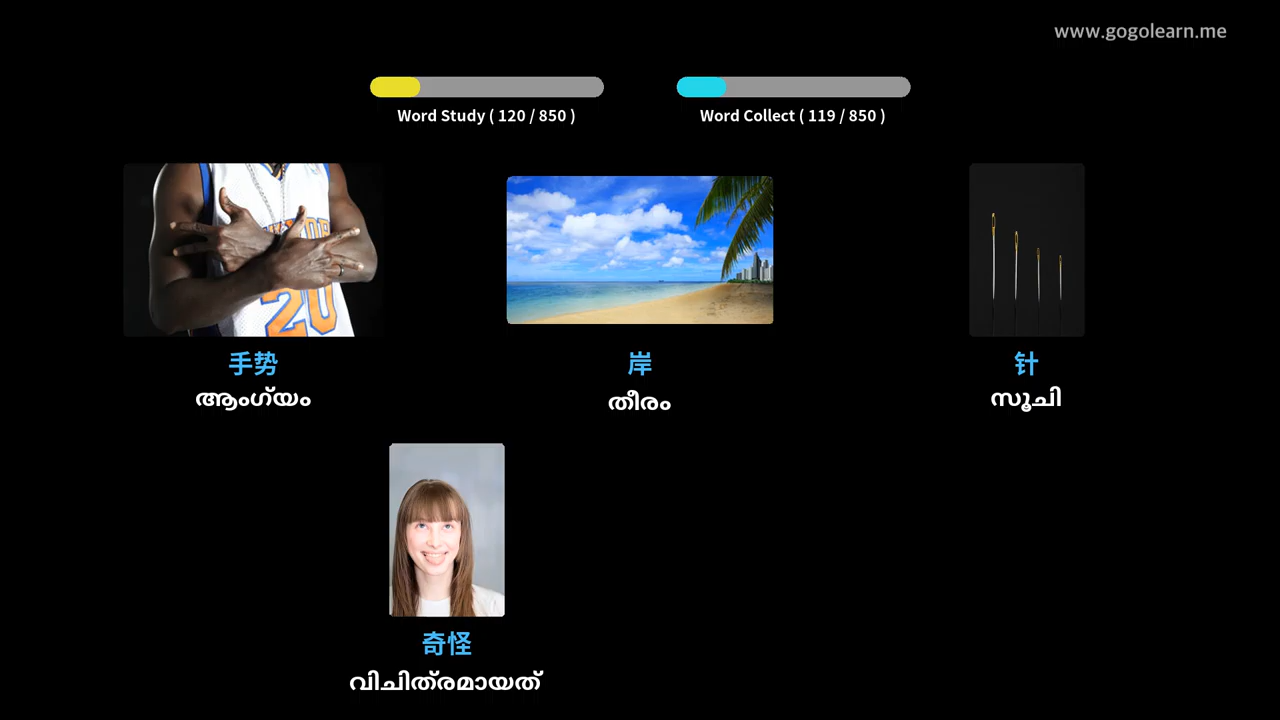 www.gogolearn.me
Word Study ( 120 / 850 )
Word Collect ( 119 / 850 )
20
手势
岸
针
ആംഗ്യം
തീരം
സൂചി
奇怪
വിചിത്രമായത്